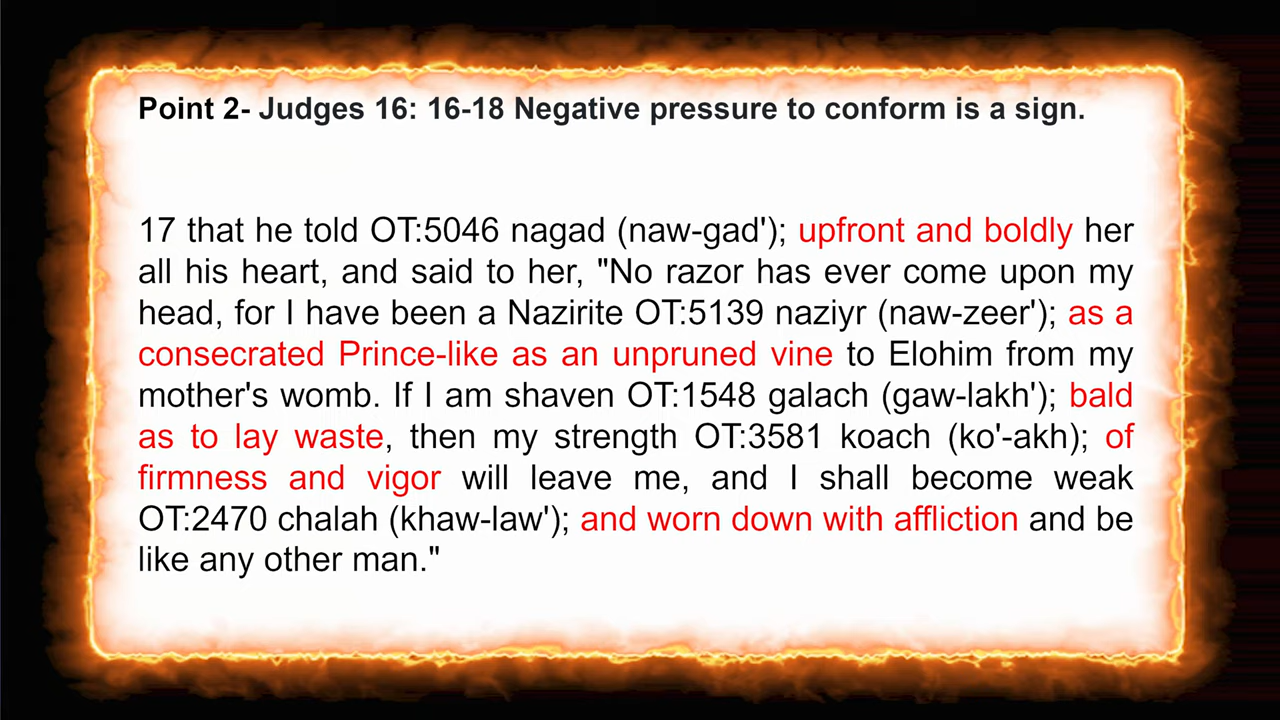 Point 2- Judges 16: 16-18 Negative pressure to conform is a sign.
17 that he told OT:5046 nagad (naw-gad'); upfront and boldly her
all his heart, and said to her, "No razor has ever come upon my
head, for I have been a Nazirite OT:5139 naziyr (naw-zeer'); as a
consecrated Prince-like as an unpruned vine to Elohim from my
mother's womb. If I am shaven OT:1548 galach (gaw-lakh'); bald
as to lay waste, then my strength OT:3581 koach (ko'-akh); of
firmness and vigor will leave me, and I shall become weak
OT:2470 chalah (khaw-law'); and worn down with affliction and be
like any other man."